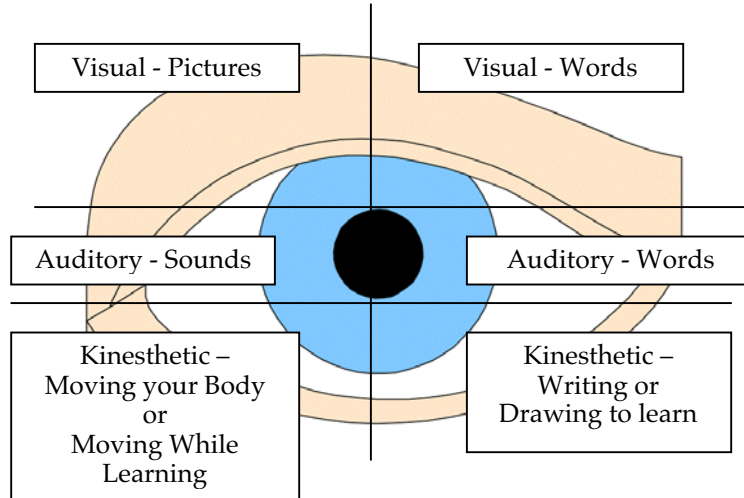 Visual - Pictures
Visual - Words
Auditory - Sounds
Auditory - Words
Kinesthetic –
Moving your Body
or
Moving While
Learning
Kinesthetic –
Writing or
Drawing to learn